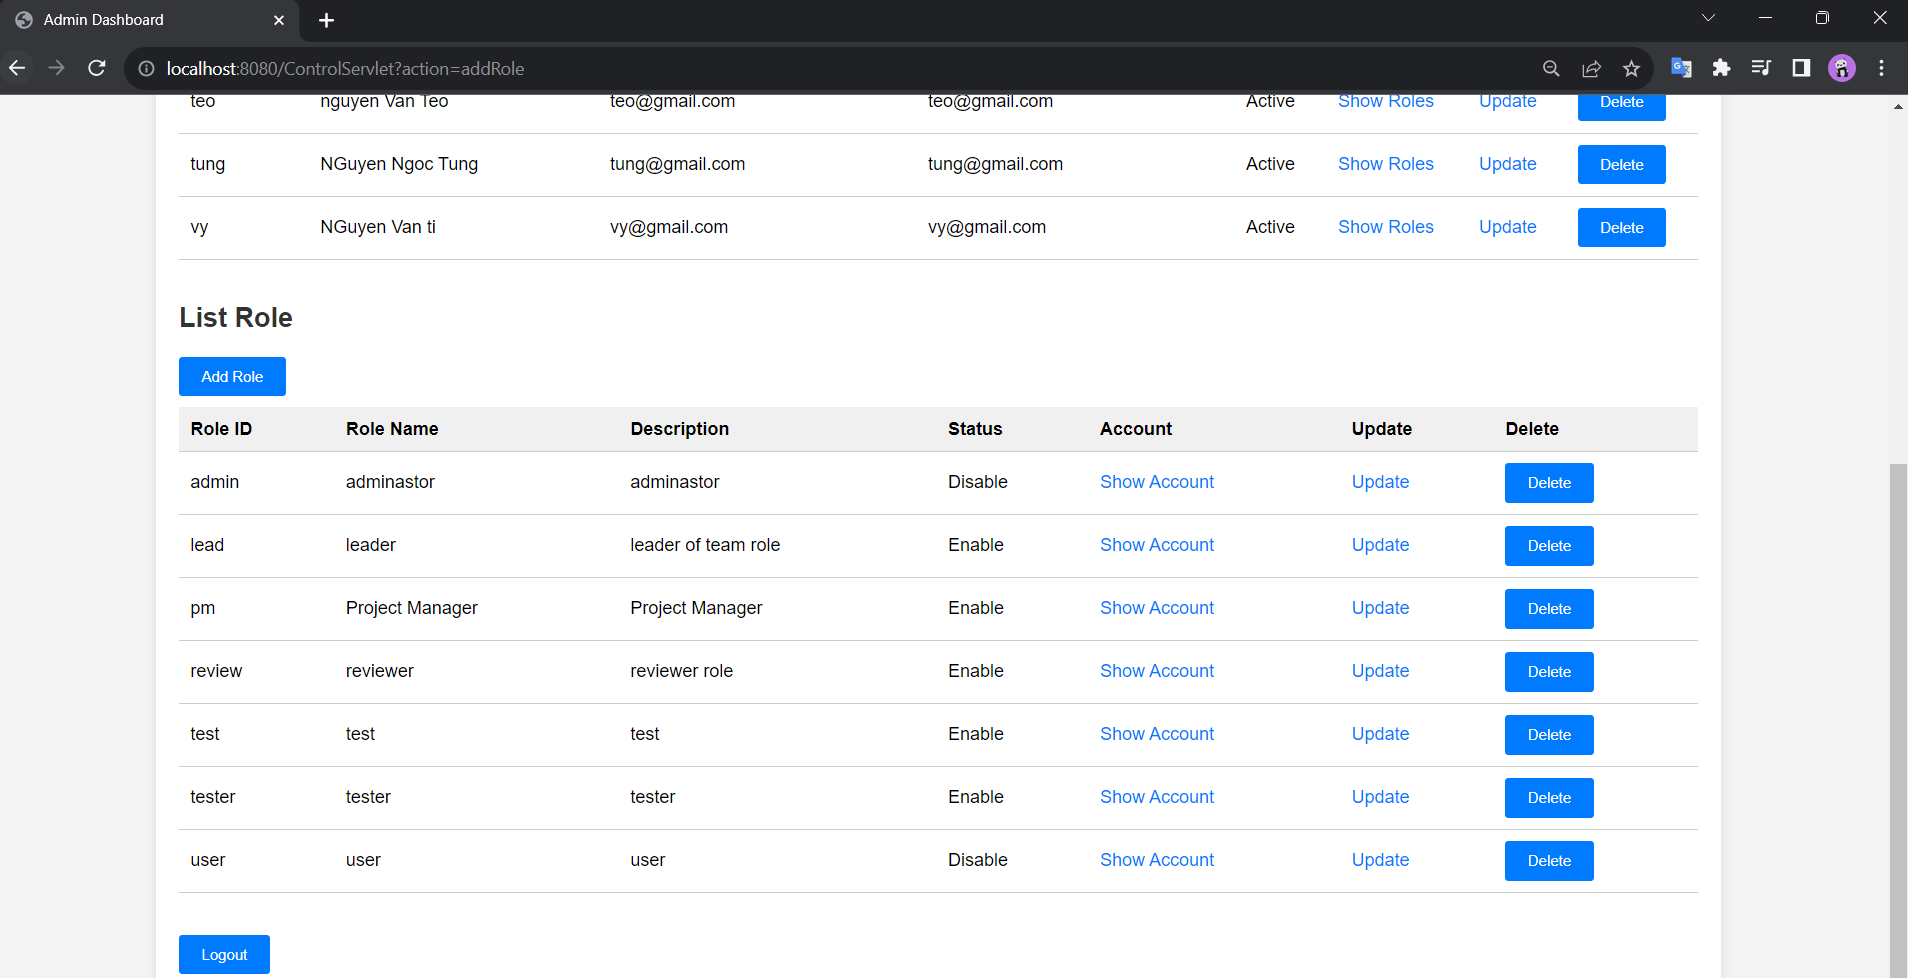 Admin Dashboard
localhost:8080/ControlServlet?action=addRole
teo nguyen Van Teo teo@gmail.com teo@gmail.com Active Show Roles Update Delete
tung NGuyen Ngoc Tung tung@gmail.com tung@gmail.com Active Show Roles Update Delete
vy NGuyen Van ti vy@gmail.com vy@gmail.com Active Show Roles Update Delete
List Role
Add Role
Role ID Role Name Description Status Account Update Delete
admin adminastor adminastor Disable Show Account Update Delete
lead leader leader of team role Enable Show Account Update Delete
pm Project Manager Project Manager Enable Show Account Update Delete
review reviewer reviewer role Enable Show Account Update Delete
test test test Enable Show Account Update Delete
tester tester tester Enable Show Account Update Delete
user user user Disable Show Account Update Delete
Logout